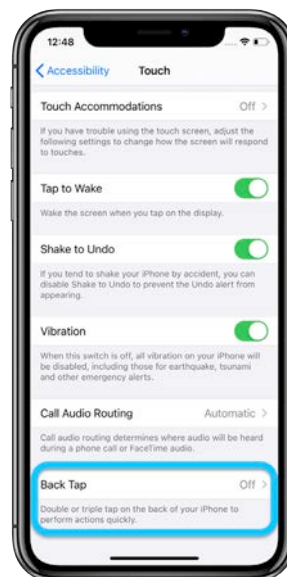 12:48
Accessibility Touch
Touch Accommodations Off
If you have trouble using the touch screen, adjust the
following settings to change how the screen will respond
to touches.
Tap to Wake
Wake the screen when you tap on the display.
Shake to Undo
If you tend to shake your iPhone by accident, you can
disable Shake to Undo to prevent the Undo alert from
appearing.
Vibration
When this switch is off, all vibration on your iPhone will
be disabled, including those for earthquake, tsunami
and other emergency alerts.
Call Audio Routing Automatic
Call audio routing determines where audio will be heard
during a phone call or FaceTime audio.
Back Tap Off
Double or triple tap on the back of your iPhone to
perform actions quickly.